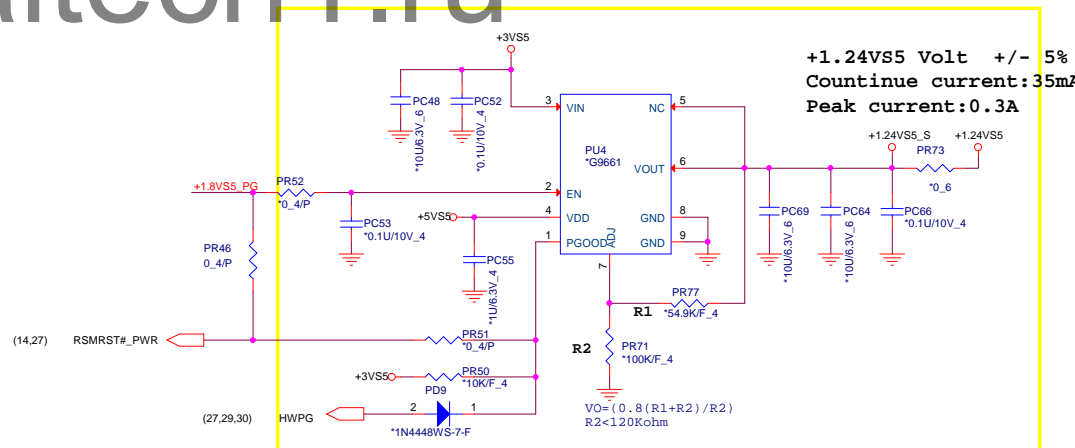 +3VS5
+1.24VS5 Volt +/- 5%
Countinue current:35mA
Peak current:0.3A
PC48
*10U/6.3V_6
PC52
*0.1U/10V_4
3
VIN
NC
5
PU4
*G9661
+1.24VS5_S
+1.24VS5
PR73
*0_6
VOUT
6
+1.8VS5_PG
PR52
*0_4/P
2
EN
PC53
*0.1U/10V_4
+5VS5
4
VDD
GND
8
1
PGOOD
ADJ
GND
9
7
PC69
*10U/6.3V_6
PC64
*10U/6.3V_6
PC66
*0.1U/10V_4
PR46
0_4/P
PC55
*1U/6.3V_4
PR77
R1
*54.9K/F_4
(14,27)
RSMRST#_PWR
PR51
*0_4/P
R2
PR71
*100K/F_4
+3VS5
PR50
*10K/F_4
PD9
2
1
(27,29,30)
HWPG
*1N4448WS-7-F
VO=(0.8(R1+R2)/R2)
R2<120Kohm